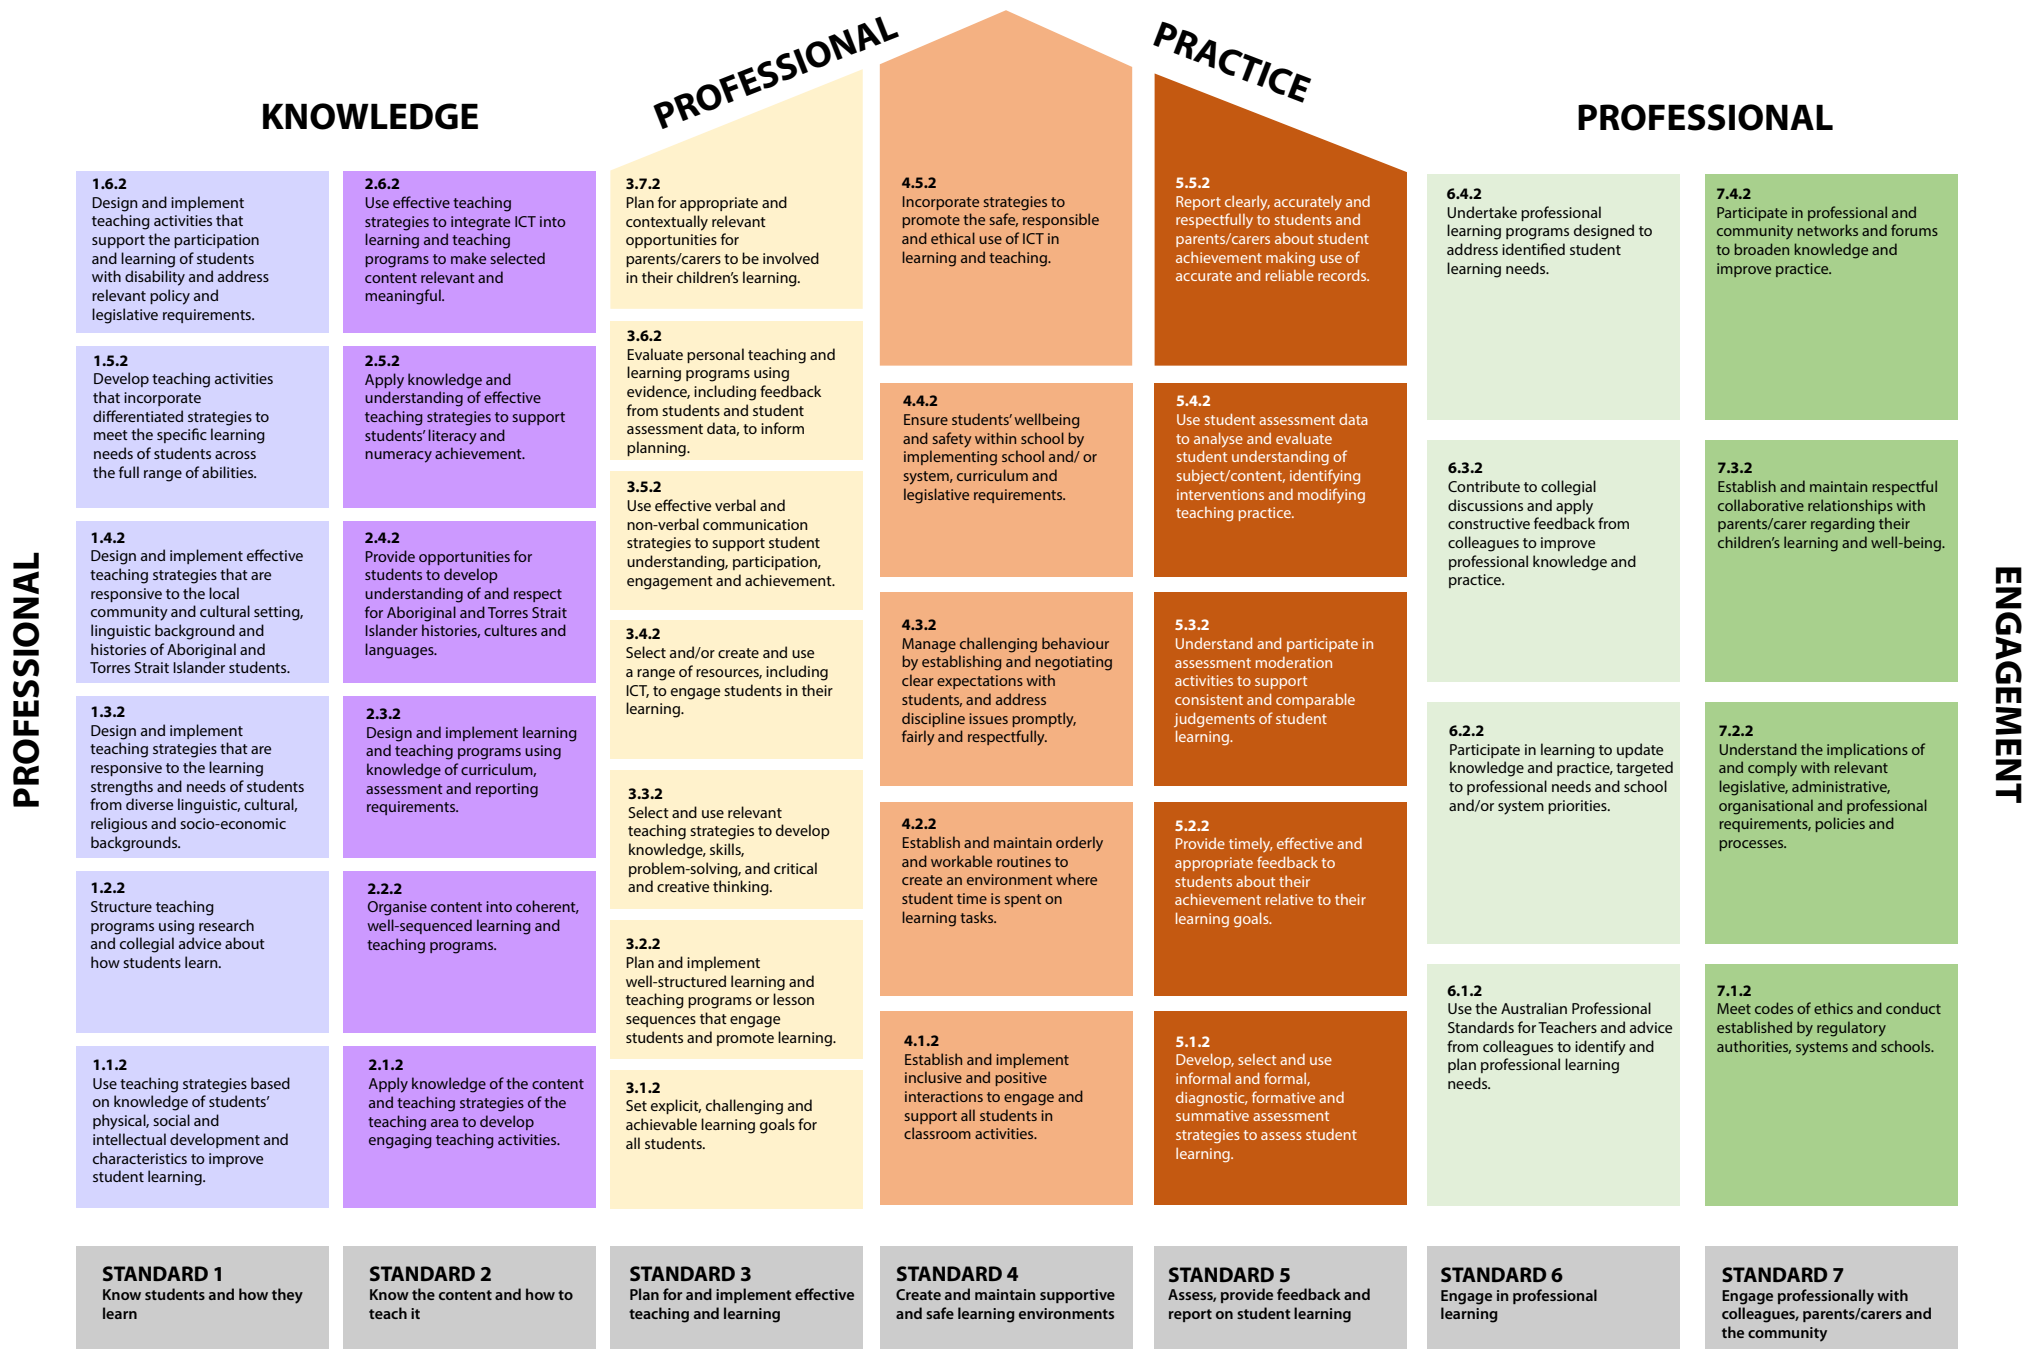 PROFESSIONAL
KNOWLEDGE
PROFESSIONAL
PRACTICE
PROFESSIONAL
ENGAGEMENT
1.6.2
Design and implement
teaching activities that
support the participation
and learning of students
with disability and address
relevant policy and
legislative requirements.
1.5.2
Develop teaching activities
that incorporate
differentiated strategies to
meet the specific learning
needs of students across
the full range of abilities.
1.4.2
Design and implement effective
teaching strategies that are
responsive to the local
community and cultural setting,
linguistic background and
histories of Aboriginal and
Torres Strait Islander students.
1.3.2
Design and implement
teaching strategies that are
responsive to the learning
strengths and needs of students
from diverse linguistic, cultural,
religious and socio-economic
backgrounds.
1.2.2
Structure teaching
programs using research
and collegial advice about
how students learn.
1.1.2
Use teaching strategies based
on knowledge of students’
physical, social and
intellectual development and
characteristics to improve
student learning.
STANDARD 1
Know students and how they
learn
2.6.2
Use effective teaching
strategies to integrate ICT into
learning and teaching
programs to make selected
content relevant and
meaningful.
2.5.2
Apply knowledge and
understanding of effective
teaching strategies to support
students’ literacy and
numeracy achievement.
2.4.2
Provide opportunities for
students to develop
understanding of and respect
for Aboriginal and Torres Strait
Islander histories, cultures and
languages.
2.3.2
Design and implement learning
and teaching programs using
knowledge of curriculum,
assessment and reporting
requirements.
2.2.2
Organise content into coherent,
well-sequenced learning and
teaching programs.
2.1.2
Apply knowledge of the content
and teaching strategies of the
teaching area to develop
engaging teaching activities.
STANDARD 2
Know the content and how to
teach it
3.7.2
Plan for appropriate and
contextually relevant
opportunities for
parents/carers to be involved
in their children’s learning.
3.6.2
Evaluate personal teaching and
learning programs using
evidence, including feedback
from students and student
assessment data, to inform
planning.
3.5.2
Use effective verbal and
non-verbal communication
strategies to support student
understanding, participation,
engagement and achievement.
3.4.2
Select and/or create and use
a range of resources, including
ICT, to engage students in their
learning.
3.3.2
Select and use relevant
teaching strategies to develop
knowledge, skills,
problem-solving, and critical
and creative thinking.
3.2.2
Plan and implement
well-structured learning and
teaching programs or lesson
sequences that engage
students and promote learning.
3.1.2
Set explicit, challenging and
achievable learning goals for
all students.
STANDARD 3
Plan for and implement effective
teaching and learning
4.5.2
Incorporate strategies to
promote the safe, responsible
and ethical use of ICT in
learning and teaching.
4.4.2
Ensure students’ wellbeing
and safety within school by
implementing school and/ or
system, curriculum and
legislative requirements.
4.3.2
Manage challenging behaviour
by establishing and negotiating
clear expectations with
students, and address
discipline issues promptly,
fairly and respectfully.
4.2.2
Establish and maintain orderly
and workable routines to
create an environment where
student time is spent on
learning tasks.
4.1.2
Establish and implement
inclusive and positive
interactions to engage and
support all students in
classroom activities.
STANDARD 4
Create and maintain supportive
and safe learning environments
5.5.2
Report clearly, accurately and
respectfully to students and
parents/carers about student
achievement making use of
accurate and reliable records.
5.4.2
Use student assessment data
to analyse and evaluate
student understanding of
subject/content, identifying
interventions and modifying
teaching practice.
5.3.2
Understand and participate in
assessment moderation
activities to support
consistent and comparable
judgements of student
learning.
5.2.2
Provide timely, effective and
appropriate feedback to
students about their
achievement relative to their
learning goals.
5.1.2
Develop, select and use
informal and formal,
diagnostic, formative and
summative assessment
strategies to assess student
learning.
STANDARD 5
Assess, provide feedback and
report on student learning
6.4.2
Undertake professional
learning programs designed to
address identified student
learning needs.
6.3.2
Contribute to collegial
discussions and apply
constructive feedback from
colleagues to improve
professional knowledge and
practice.
6.2.2
Participate in learning to update
knowledge and practice, targeted
to professional needs and school
and/or system priorities.
6.1.2
Use the Australian Professional
Standards for Teachers and advice
from colleagues to identify and
plan professional learning
needs.
STANDARD 6
Engage in professional
learning
7.4.2
Participate in professional and
community networks and forums
to broaden knowledge and
improve practice.
7.3.2
Establish and maintain respectful
collaborative relationships with
parents/carer regarding their
children’s learning and well-being.
7.2.2
Understand the implications of
and comply with relevant
legislative, administrative,
organisational and professional
requirements, policies and
processes.
7.1.2
Meet codes of ethics and conduct
established by regulatory
authorities, systems and schools.
STANDARD 7
Engage professionally with
colleagues, parents/carers and
the community